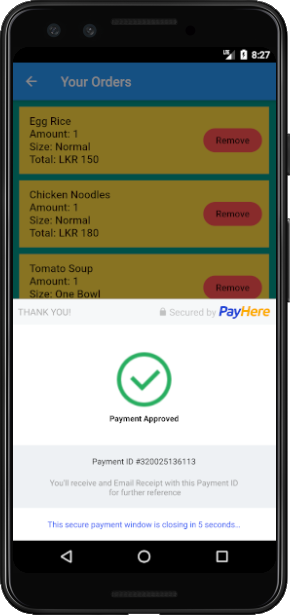 8:27
Your Orders
Egg Rice
Amount: 1
Size: Normal
Total: LKR 150
Remove
Chicken Noodles
Amount: 1
Size: Normal
Total: LKR 180
Remove
Tomato Soup
Amount: 1
Size: One Bowl
Remove
THANK YOU!
Secured by PayHere
Payment Approved
Payment ID #320025136113
You'll receive and Email Receipt with this Payment ID
for further reference
This secure payment window is closing in 5 seconds...